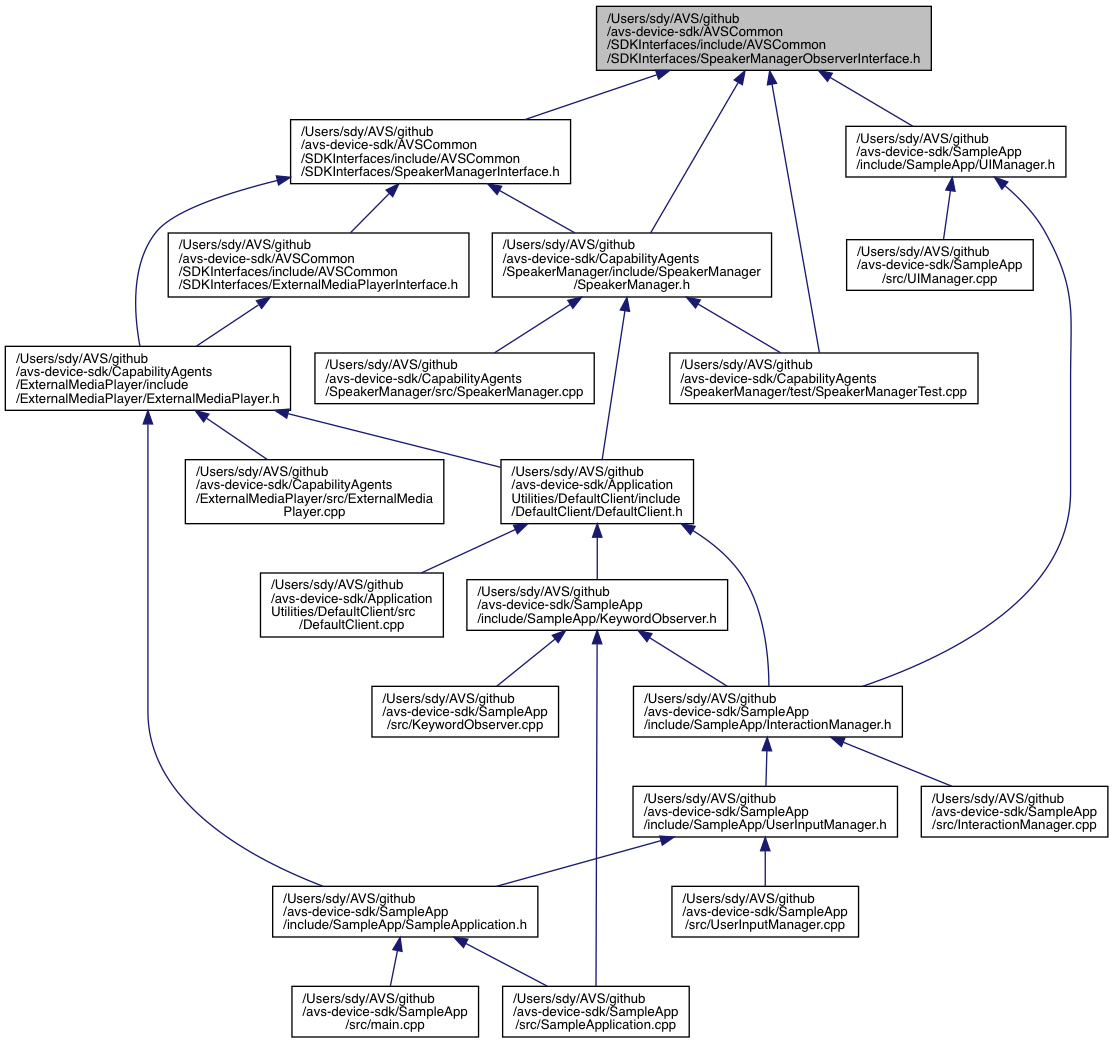 /Users/sdy/AVS/github
/avs-device-sdk/AVSCommon
/SDKInterfaces/include/AVSCommon
/SDKInterfaces/SpeakerManagerObserverInterface.h
/Users/sdy/AVS/github
/avs-device-sdk/AVSCommon
/SDKInterfaces/include/AVSCommon
/SDKInterfaces/SpeakerManagerInterface.h
/Users/sdy/AVS/github
/avs-device-sdk/SampleApp
/include/SampleApp/UIManager.h
/Users/sdy/AVS/github
/avs-device-sdk/AVSCommon
/SDKInterfaces/include/AVSCommon
/SDKInterfaces/ExternalMediaPlayerInterface.h
/Users/sdy/AVS/github
/avs-device-sdk/CapabilityAgents
/SpeakerManager/include/SpeakerManager
/SpeakerManager.h
/Users/sdy/AVS/github
/avs-device-sdk/SampleApp
/src/UIManager.cpp
/Users/sdy/AVS/github
/avs-device-sdk/CapabilityAgents
/ExternalMediaPlayer/include
/ExternalMediaPlayer/ExternalMediaPlayer.h
/Users/sdy/AVS/github
/avs-device-sdk/CapabilityAgents
/SpeakerManager/src/SpeakerManager.cpp
/Users/sdy/AVS/github
/avs-device-sdk/CapabilityAgents
/SpeakerManager/test/SpeakerManagerTest.cpp
/Users/sdy/AVS/github
/avs-device-sdk/CapabilityAgents
/ExternalMediaPlayer/src/ExternalMedia
Player.cpp
/Users/sdy/AVS/github
/avs-device-sdk/Application
Utilities/DefaultClient/include
/DefaultClient/DefaultClient.h
/Users/sdy/AVS/github
/avs-device-sdk/Application
Utilities/DefaultClient/src
/DefaultClient.cpp
/Users/sdy/AVS/github
/avs-device-sdk/SampleApp
/include/SampleApp/KeywordObserver.h
/Users/sdy/AVS/github
/avs-device-sdk/SampleApp
/src/KeywordObserver.cpp
/Users/sdy/AVS/github
/avs-device-sdk/SampleApp
/include/SampleApp/InteractionManager.h
/Users/sdy/AVS/github
/avs-device-sdk/SampleApp
/include/SampleApp/UserInputManager.h
/Users/sdy/AVS/github
/avs-device-sdk/SampleApp
/src/InteractionManager.cpp
/Users/sdy/AVS/github
/avs-device-sdk/SampleApp
/include/SampleApp/SampleApplication.h
/Users/sdy/AVS/github
/avs-device-sdk/SampleApp
/src/UserInputManager.cpp
/Users/sdy/AVS/github
/avs-device-sdk/SampleApp
/src/main.cpp
/Users/sdy/AVS/github
/avs-device-sdk/SampleApp
/src/SampleApplication.cpp